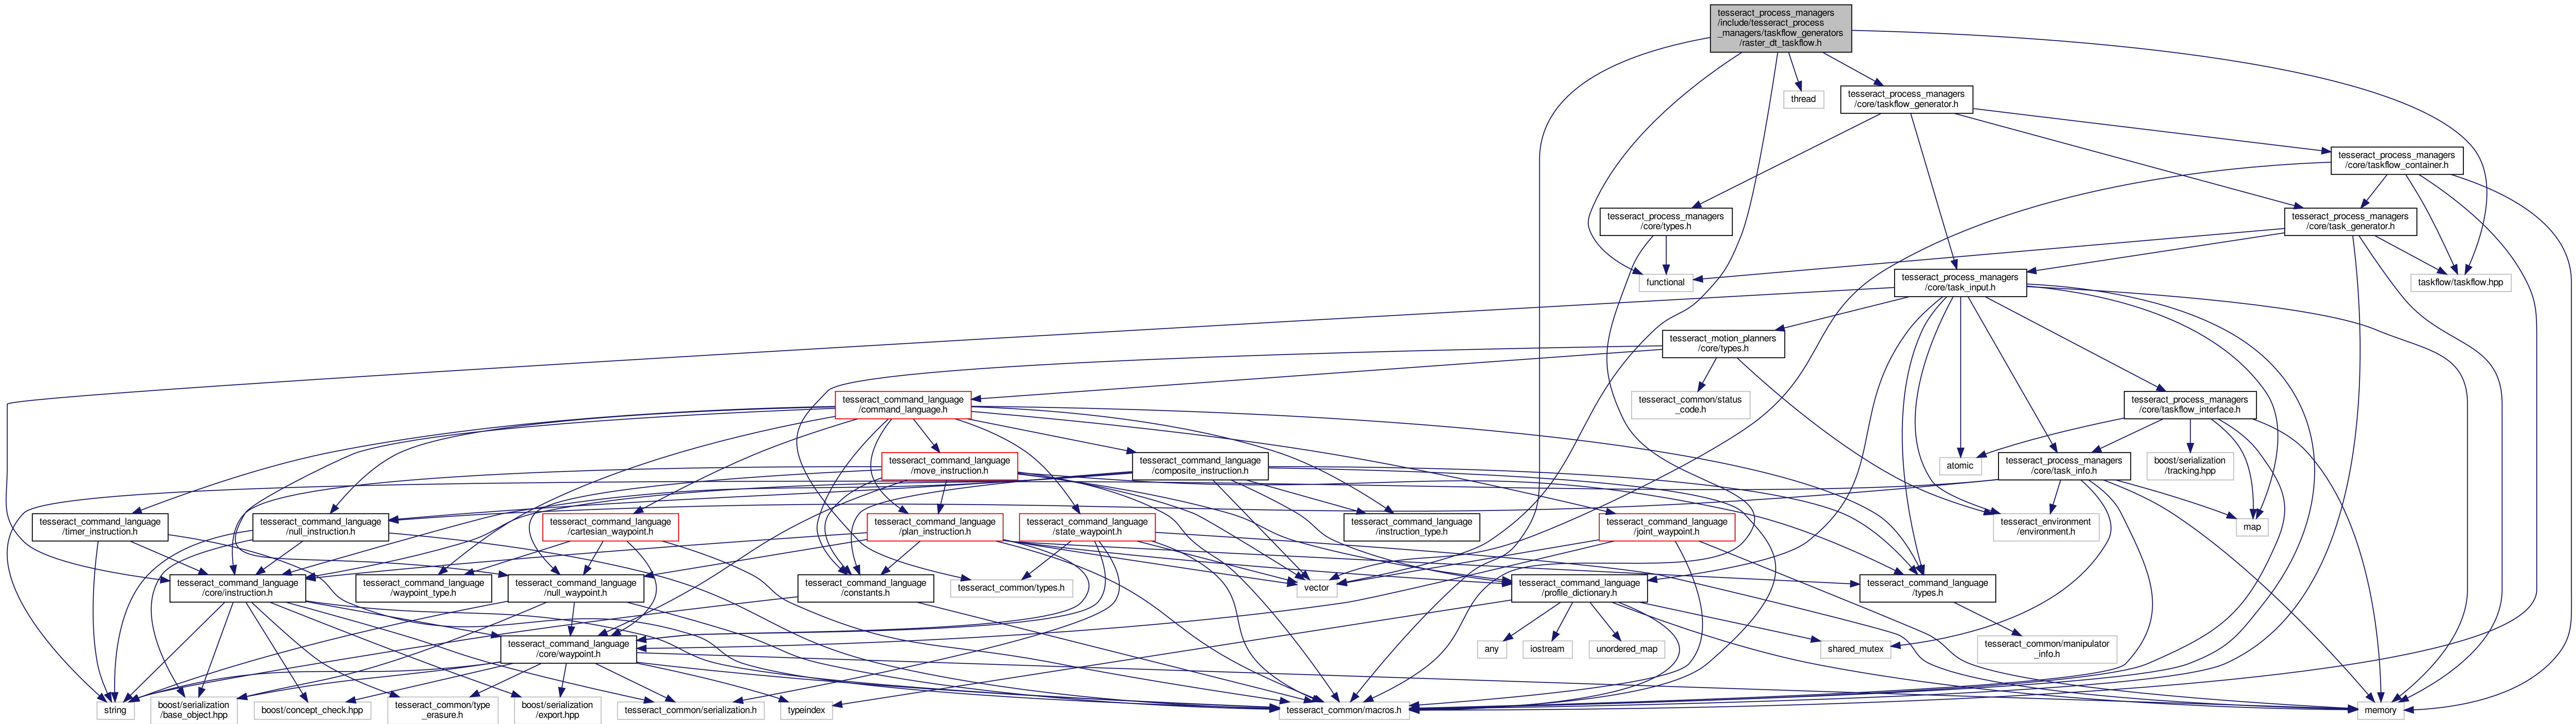 tesseract_process_managers
/include/tesseract_process
_managers/taskflow_generators
/raster_dt_taskflow.h
thread
tesseract_process_managers
/core/taskflow_generator.h
tesseract_process_managers
/core/taskflow_container.h
tesseract_process_managers
/core/types.h
tesseract_process_managers
/core/task_generator.h
functional
tesseract_process_managers
/core/task_input.h
taskflow/taskflow.hpp
tesseract_motion_planners
/core/types.h
tesseract_command_language
/command_language.h
tesseract_common/status
_code.h
tesseract_process_managers
/core/taskflow_interface.h
tesseract_command_language
/move_instruction.h
tesseract_command_language
/composite_instruction.h
atomic
tesseract_process_managers
/core/task_info.h
boost/serialization
/tracking.hpp
tesseract_command_language
/timer_instruction.h
tesseract_command_language
/null_instruction.h
tesseract_command_language
/cartesian_waypoint.h
tesseract_command_language
/plan_instruction.h
tesseract_command_language
/state_waypoint.h
tesseract_command_language
/instruction_type.h
tesseract_command_language
/joint_waypoint.h
tesseract_environment
/environment.h
map
tesseract_command_language
/core/instruction.h
tesseract_command_language
/waypoint_type.h
tesseract_command_language
/null_waypoint.h
tesseract_command_language
/constants.h
tesseract_common/types.h
vector
tesseract_command_language
/profile_dictionary.h
tesseract_command_language
/types.h
tesseract_command_language
/core/waypoint.h
any
iostream
unordered_map
shared_mutex
tesseract_common/manipulator
_info.h
string
boost/serialization
/base_object.hpp
boost/concept_check.hpp
tesseract_common/type
_erasure.h
boost/serialization
/export.hpp
tesseract_common/serialization.h
typeindex
tesseract_common/macros.h
memory